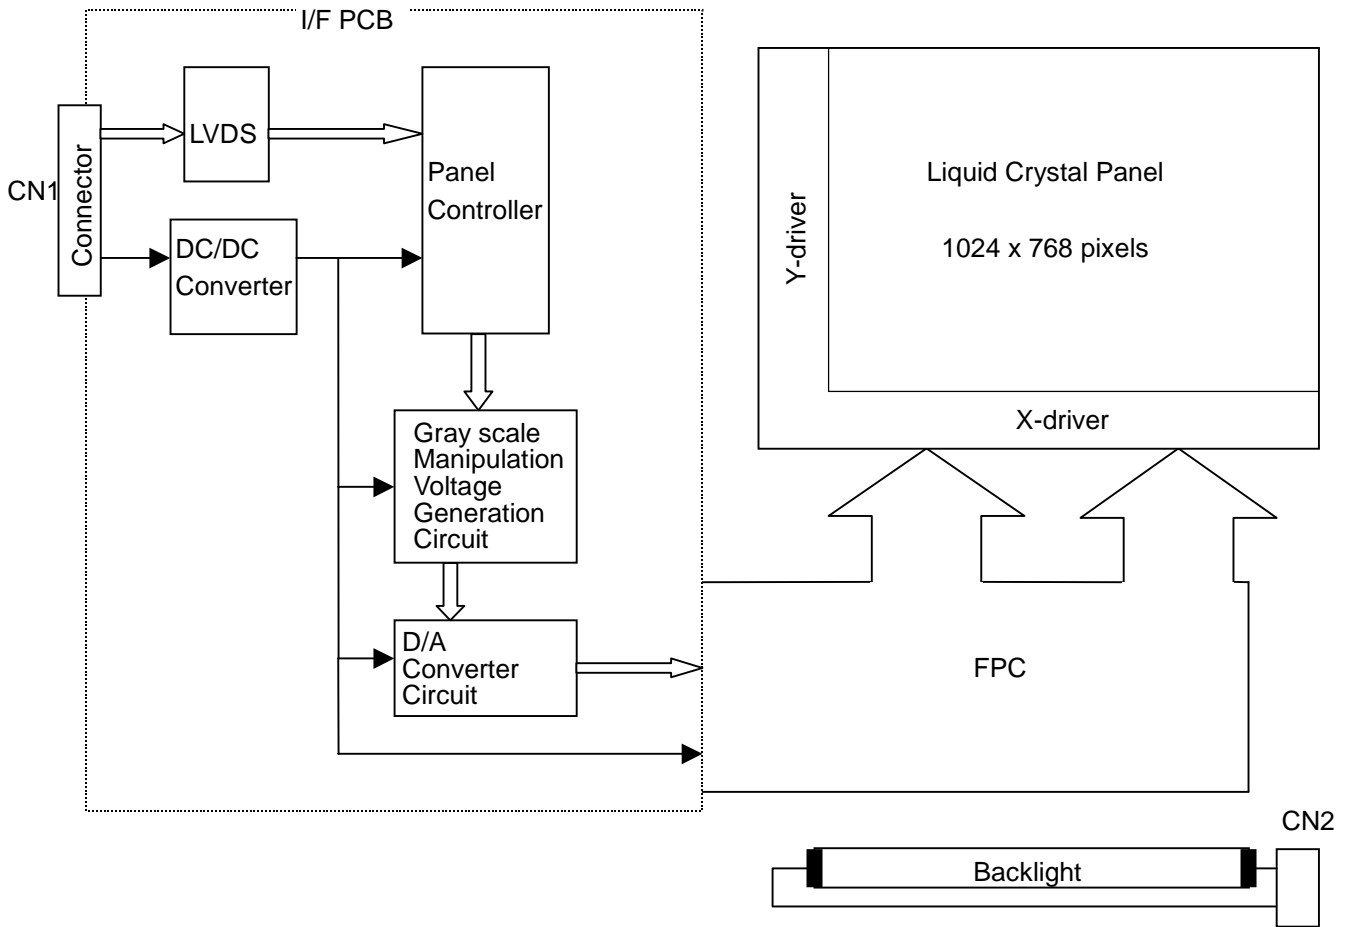 I/F PCB
CN1
Connector
LVDS
DC/DC
Converter
Panel
Controller
Gray scale
Manipulation
Voltage
Generation
Circuit
D/A
Converter
Circuit
Y-driver
Liquid Crystal Panel
1024 x 768 pixels
X-driver
FPC
CN2
Backlight